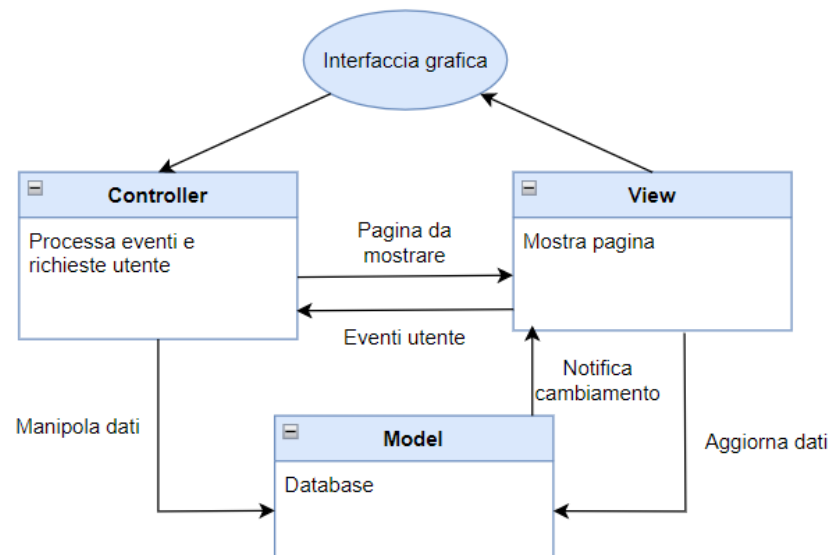 Interfaccia grafica
Controller
View
Processa eventi e
richieste utente
Pagina da
mostrare
Mostra pagina
Eventi utente
Notifica
cambiamento
Manipola dati
Model
Aggiorna dati
Database